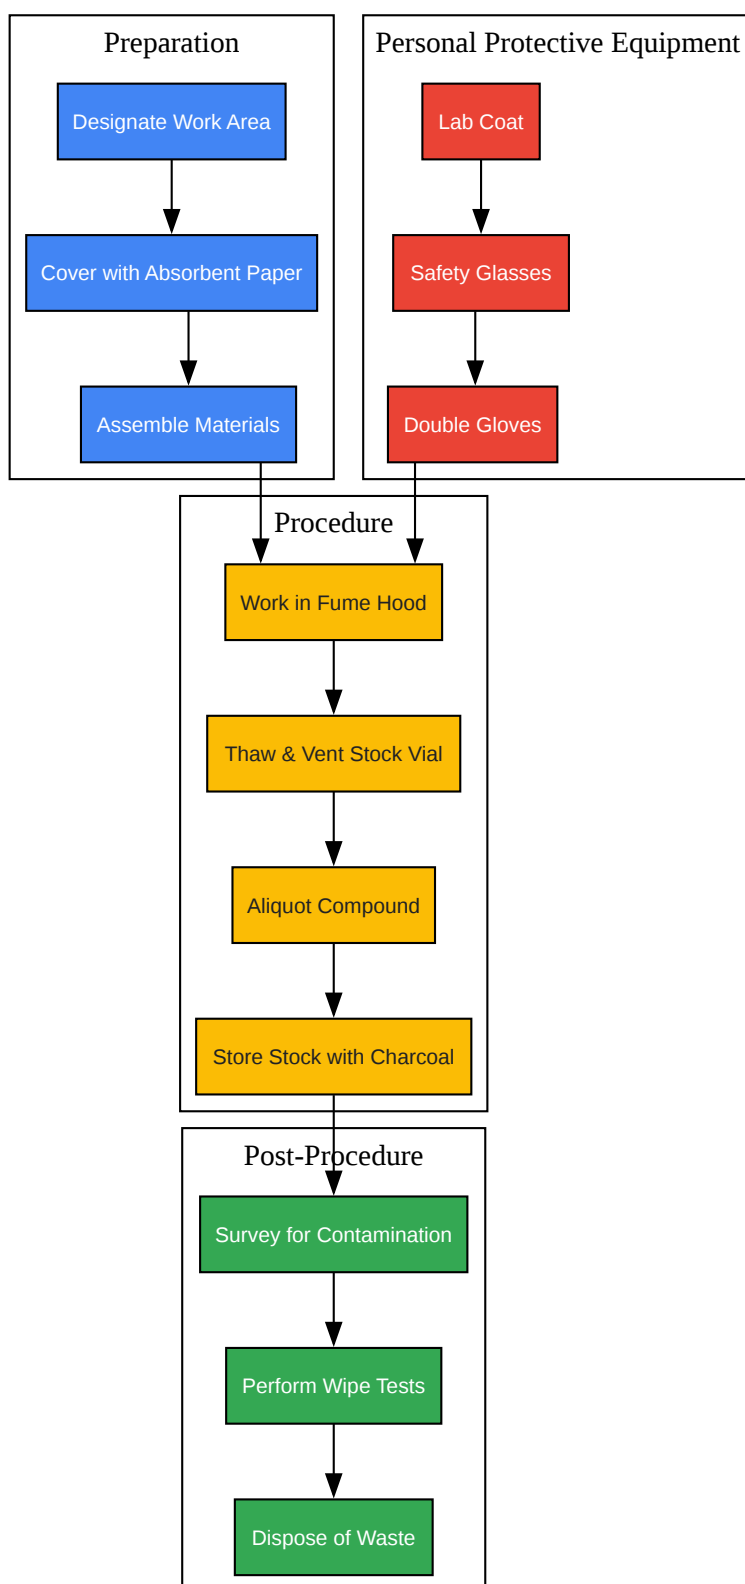 Preparation
Designate Work Area
Cover with Absorbent Paper
Assemble Materials
Personal Protective Equipment
Lab Coat
Safety Glasses
Double Gloves
Procedure
Work in Fume Hood
Thaw & Vent Stock Vial
Aliquot Compound
Store Stock with Charcoal
Post-Procedure
Survey for Contamination
Perform Wipe Tests
Dispose of Waste